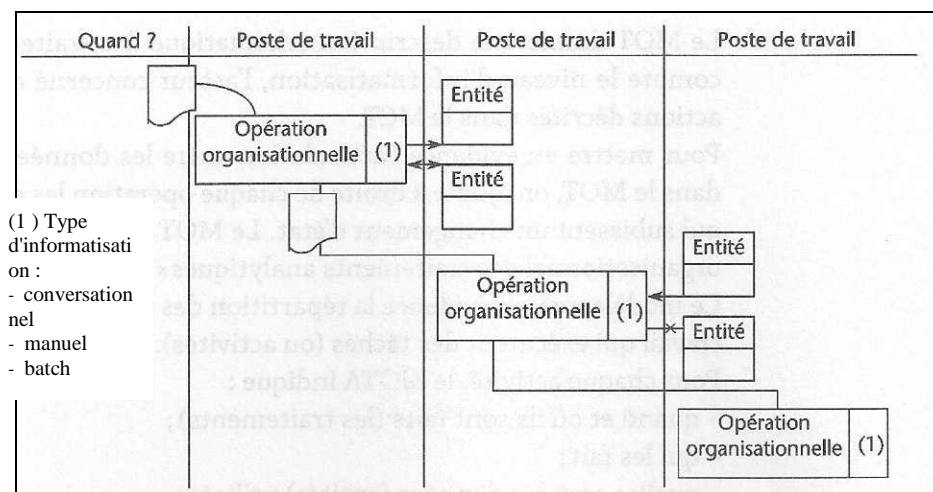 Quand ?
Poste de travail
Poste de travail
Poste de travail
Entité
Opération
organisationnelle
(1)
Entité
(1 ) Type
d'informatisati
on :
- conversation
nel
- manuel
- batch
Entité
Opération
organisationnelle
(1)
Entité
Opération
organisationnelle
(1)